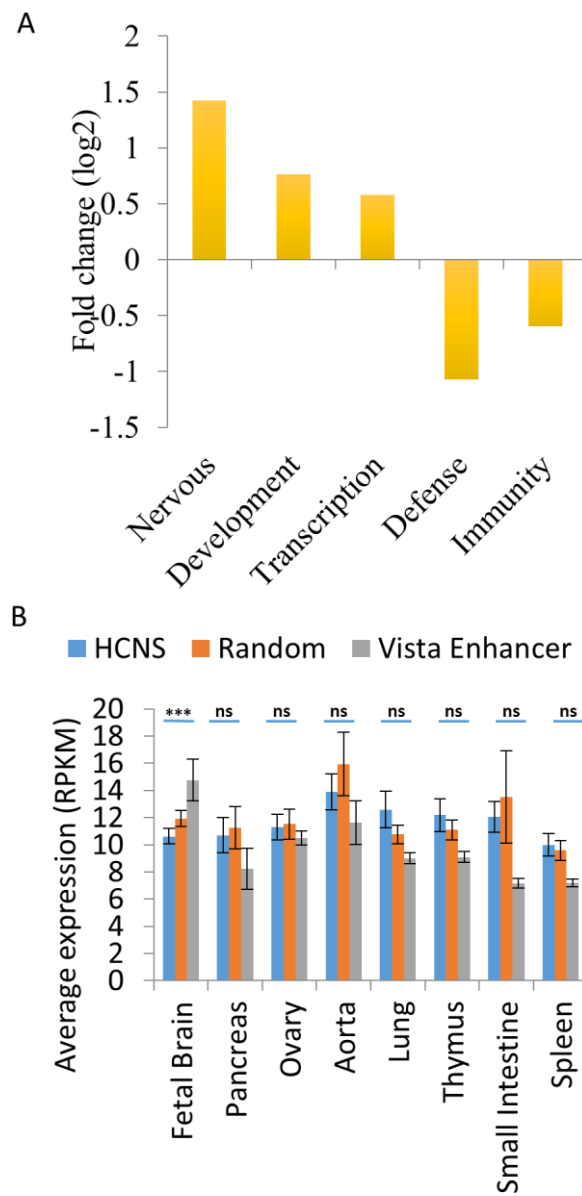 A
Fold change (log2)
2
1.5
1
0.5
0
-0.5
-1
-1.5
Nervous
Development
Transcription
Defense
Immunity
B
HCNS Random Vista Enhancer
Average expression (RPKM)
20
18
16
14
12
10
8
6
4
2
0
*** ns ns ns ns ns ns ns
Fetal Brain
Pancreas
Ovary
Aorta
Lung
Thymus
Small Intestine
Spleen